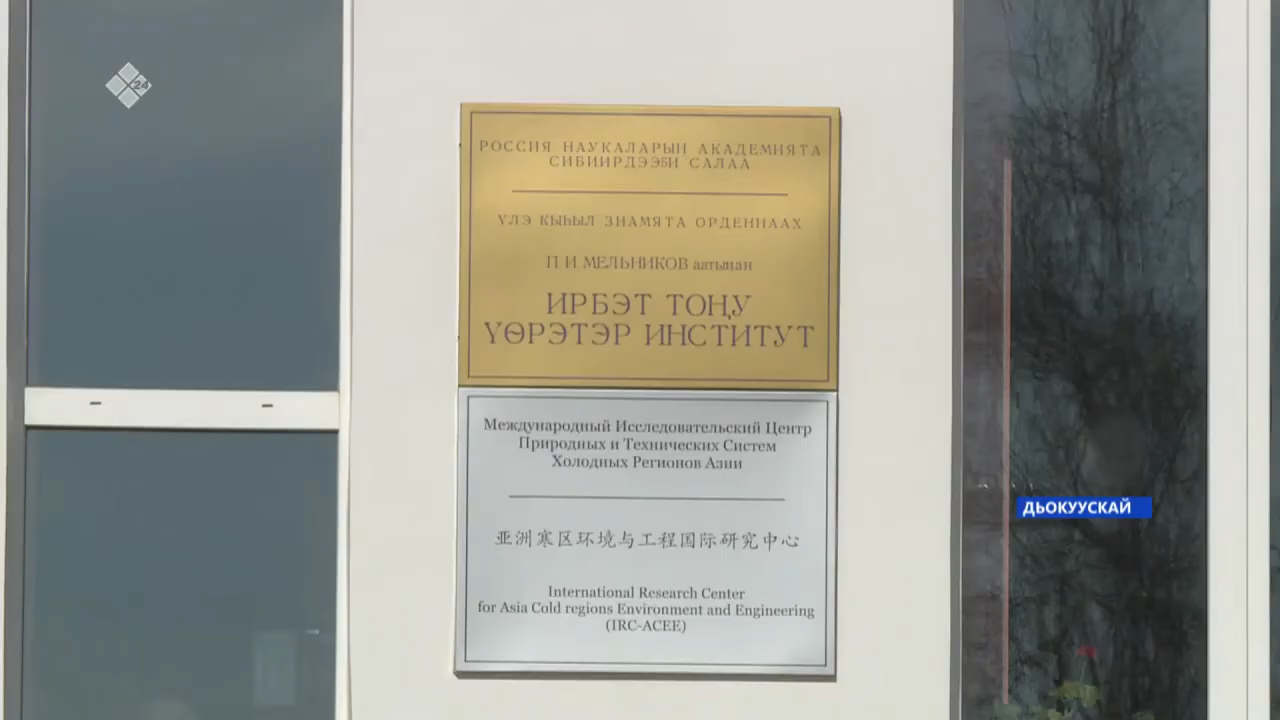 24
РОССИЯ НАУКАЛАРЫН АКАДЕМИЯТА
СИБИИРДЭЭҔИ САЛАА
ҮЛЭ КЫҺЫЛ ЗНАМЯТА ОРДЕННААХ
П. И. МЕЛЬНИКОВ аатынан
ИРБЭТ ТОҢУ
ҮӨРЭТЭР ИНСТИТУТ
Международный Исследовательский Центр
Природных и Технических Систем
Холодных Регионов Азии
亚洲寒区环境与工程国际研究中心
International Research Center
for Asia Cold regions Environment and Engineering
(IRC-ACEE)
ДЬОКУУСКАЙ